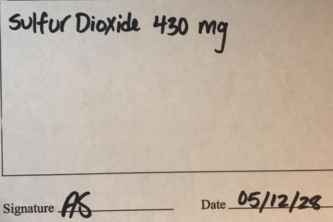 Sulfur Dioxide 430 mg
Signature AS Date 05/12/28